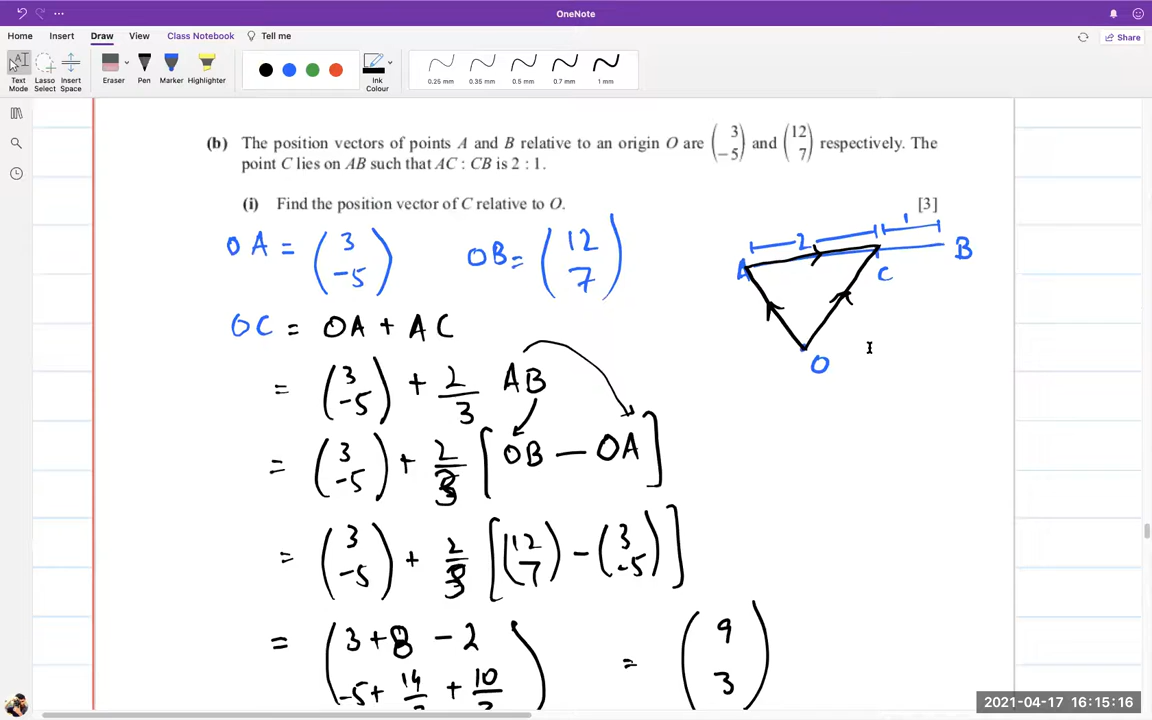 OneNote
Home Insert Draw View Class Notebook Tell me
Share
Text Mode
Lasso Select
Insert Space
Eraser
Pen
Marker
Highlighter
Ink Colour
0.25 mm 0.35 mm 0.5 mm 0.7 mm 1 mm
(b) The position vectors of points A and B relative to an origin O are (3 -5) and (12 7) respectively. The
point C lies on AB such that AC : CB is 2 : 1.
(i) Find the position vector of C relative to O. [3]
OA = (3 -5) OB = (12 7)
2 1
A C B
O
OC = OA + AC
= (3 -5) + 2/3 AB
= (3 -5) + 2/3 [OB — OA]
= (3 -5) + 2/3 [(12 7) - (3 -5)]
= (3+8 -2
-5+ 14/ + 10/) = (9 3)
2021-04-17 16:15:16